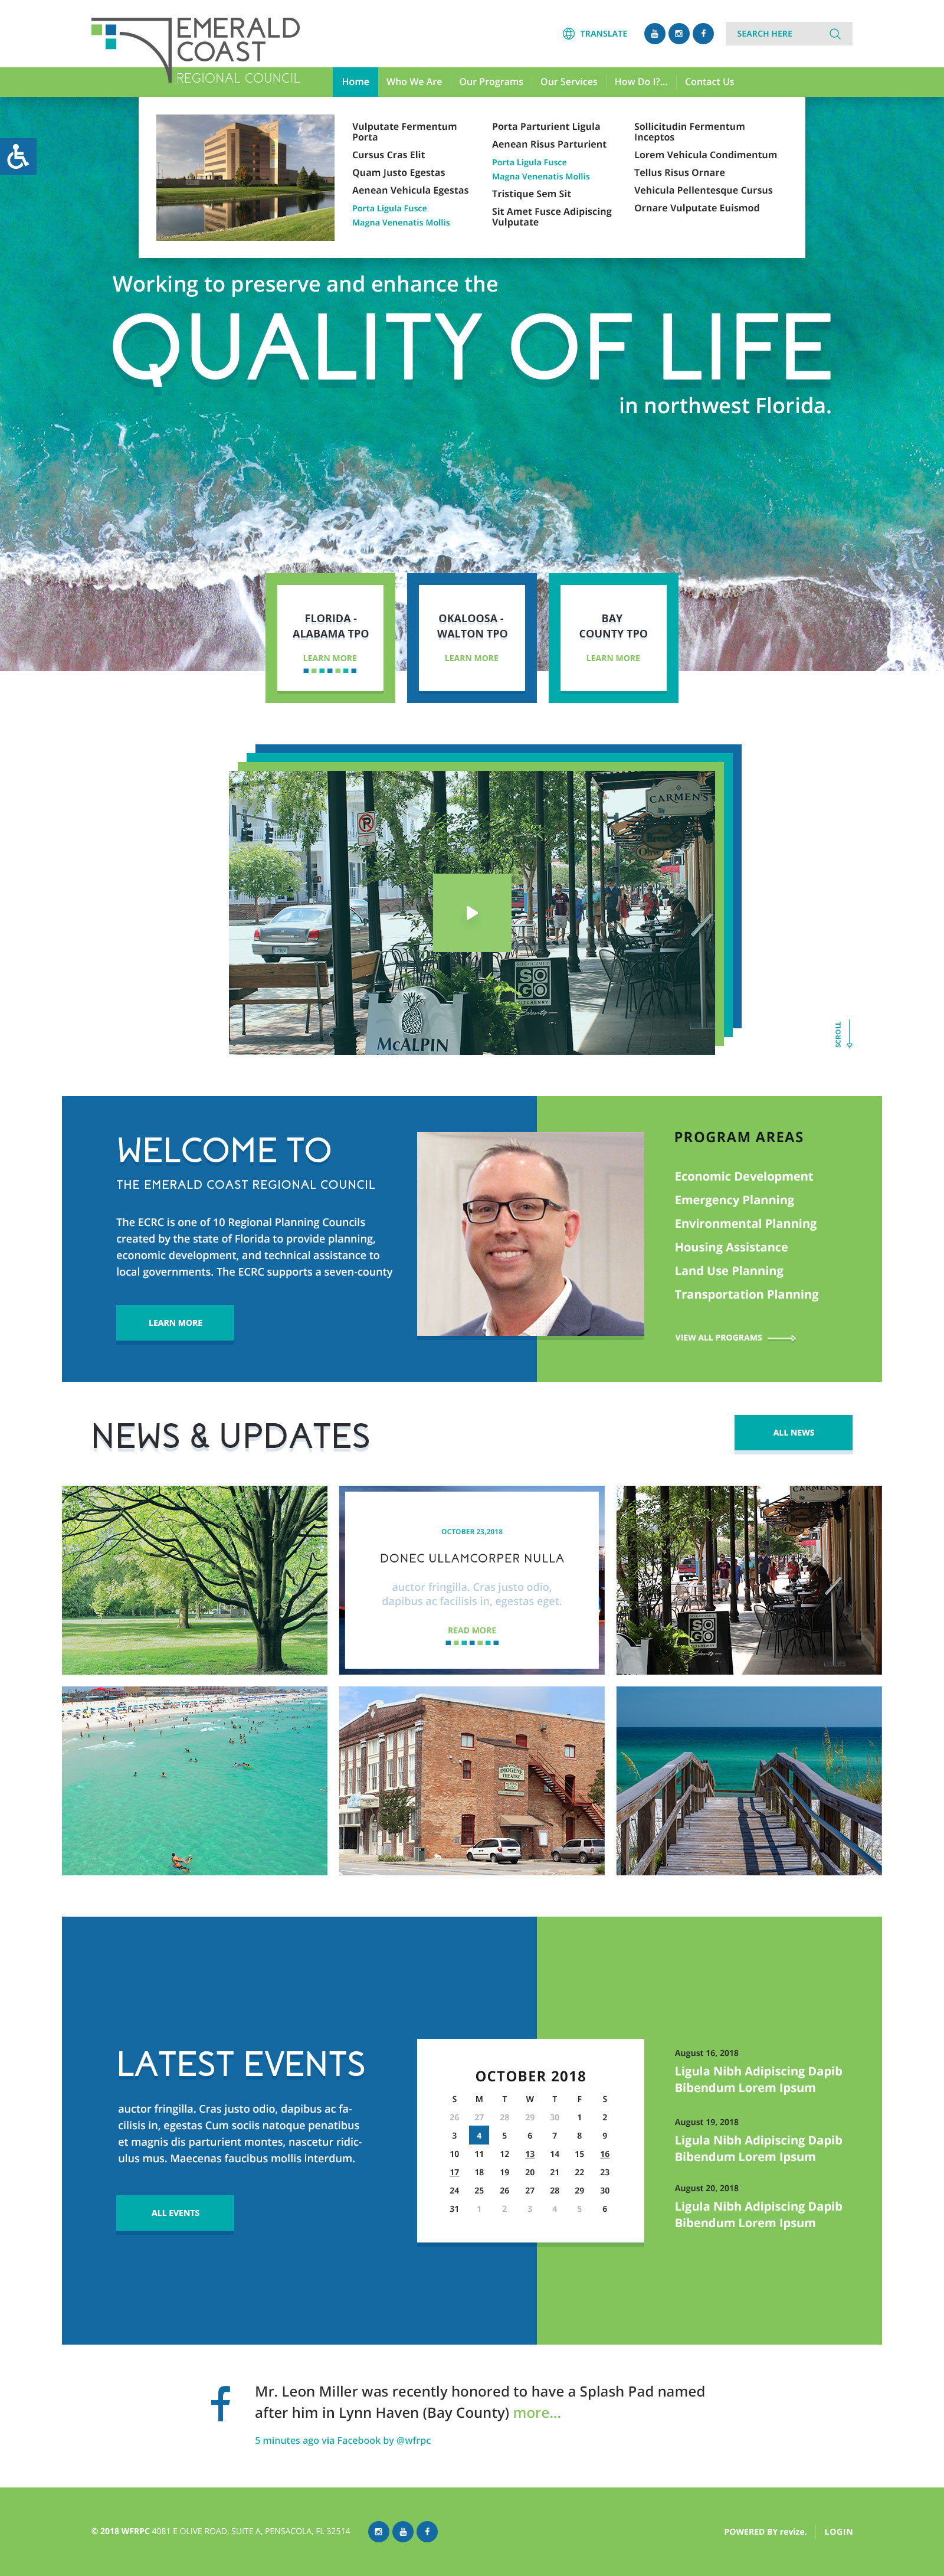 EMERALD
COAST
REGIONAL COUNCIL
TRANSLATE
SEARCH HERE
Home
Who We Are
Our Programs
Our Services
How Do I?...
Contact Us
Vulputate Fermentum
Porta
Cursus Cras Elit
Quam Justo Egestas
Aenean Vehicula Egestas
Porta Ligula Fusce
Magna Venenatis Mollis
Porta Parturient Ligula
Aenean Risus Parturient
Porta Ligula Fusce
Magna Venenatis Mollis
Tristique Sem Sit
Sit Amet Fusce Adipiscing
Vulputate
Sollicitudin Fermentum
Inceptos
Lorem Vehicula Condimentum
Tellus Risus Ornare
Vehicula Pellentesque Cursus
Ornare Vulputate Euismod
Working to preserve and enhance the
QUALITY OF LIFE
in northwest Florida.
FLORIDA -
ALABAMA TPO
LEARN MORE
OKALOOSA -
WALTON TPO
LEARN MORE
BAY
COUNTY TPO
LEARN MORE
CARMEN'S
SO
GO
McALPIN
SCROLL
WELCOME TO
THE EMERALD COAST REGIONAL COUNCIL
The ECRC is one of 10 Regional Planning Councils
created by the state of Florida to provide planning,
economic development, and technical assistance to
local governments. The ECRC supports a seven-county
LEARN MORE
PROGRAM AREAS
Economic Development
Emergency Planning
Environmental Planning
Housing Assistance
Land Use Planning
Transportation Planning
VIEW ALL PROGRAMS
NEWS & UPDATES
ALL NEWS
OCTOBER 23,2018
DONEC ULLAMCORPER NULLA
auctor fringilla. Cras justo odio,
dapibus ac facilisis in, egestas eget.
READ MORE
CARMEN'S
SO
GO
IMOGENE
THEATRE
LATEST EVENTS
auctor fringilla. Cras justo odio, dapibus ac fa-
cilisis in, egestas Cum sociis natoque penatibus
et magnis dis parturient montes, nascetur ridic-
ulus mus. Maecenas faucibus mollis interdum.
ALL EVENTS
OCTOBER 2018
S M T W T F S
26 27 28 29 30 1 2
3 4 5 6 7 8 9
10 11 12 13 14 15 16
17 18 19 20 21 22 23
24 25 26 27 28 29 30
31 1 2 3 4 5 6
August 16, 2018
Ligula Nibh Adipiscing Dapib
Bibendum Lorem Ipsum
August 19, 2018
Ligula Nibh Adipiscing Dapib
Bibendum Lorem Ipsum
August 20, 2018
Ligula Nibh Adipiscing Dapib
Bibendum Lorem Ipsum
Mr. Leon Miller was recently honored to have a Splash Pad named
after him in Lynn Haven (Bay County) more...
5 minutes ago via Facebook by @wfrpc
© 2018 WFRPC 4081 E OLIVE ROAD, SUITE A, PENSACOLA, FL 32514
POWERED BY revize.
LOGIN